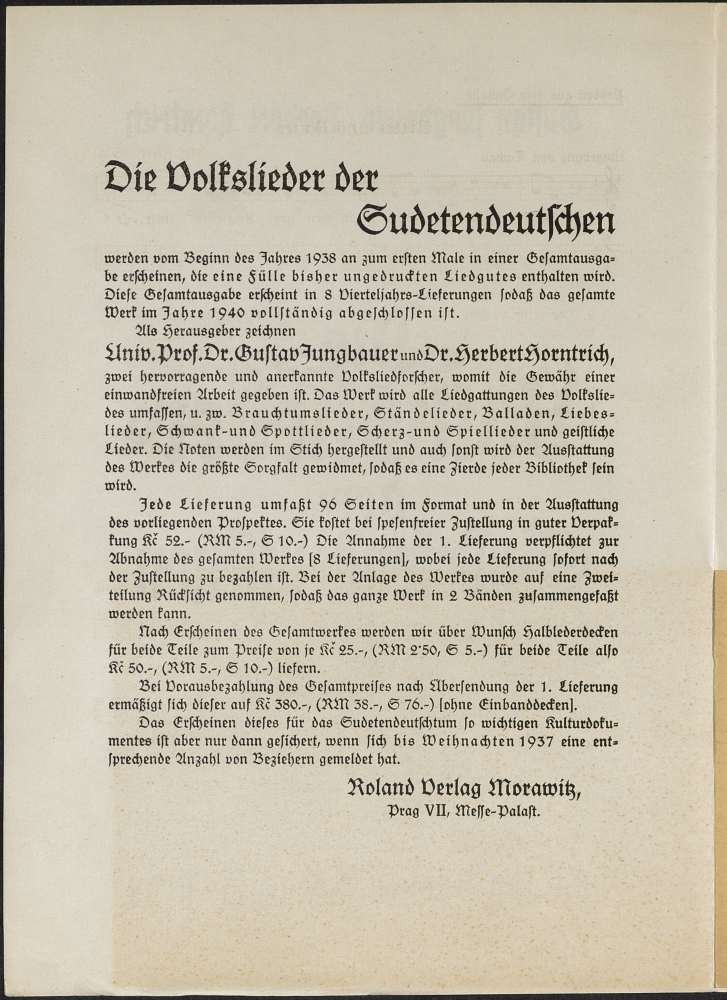 Die Volkslieder der
Sudetendeutschen
werden vom Beginn des Jahres 1938 an zum ersten Male in einer Gesamtausga=
be erscheinen, die eine Fülle bisher ungedruckten Liedgutes enthalten wird.
Diese Gesamtausgabe erscheint in 8 Vierteljahrs-Lieferungen sodaß das gesamte
Werk im Jahre 1940 vollständig abgeschlossen ist.
Als Herausgeber zeichnen
Univ. Prof. Dr. Gustav Jungbauer und Dr. Herbert Horntrich,
zwei hervorragende und anerkannte Volksliedforscher, womit die Gewähr einer
einwandfreien Arbeit gegeben ist. Das Werk wird alle Liedgattungen des Volkslie=
des umfassen, u. zw. Brauchtumslieder, Ständelieder, Balladen, Liebes=
lieder, Schwank-und Spottlieder, Scherz-und Spiellieder und geistliche
Lieder. Die Noten werden im Stich hergestellt und auch sonst wird der Ausstattung
des Werkes die größte Sorgfalt gewidmet, sodaß es eine Zierde jeder Bibliothek sein
wird.
Jede Lieferung umfaßt 96 Seiten im Format und in der Ausstattung
des vorliegenden Prospektes. Sie kostet bei spesenfreier Zustellung in guter Verpak=
kung Kč 52.- (RM 5.-, S 10.-) Die Annahme der 1. Lieferung verpflichtet zur
Abnahme des gesamten Werkes [8 Lieferungen], wobei jede Lieferung sofort nach
der Zustellung zu bezahlen ist. Bei der Anlage des Werkes wurde auf eine Zwei=
teilung Rücksicht genommen, sodaß das ganze Werk in 2 Bänden zusammengefaßt
werden kann.
Nach Erscheinen des Gesamtwerkes werden wir über Wunsch Halblederdecken
für beide Teile zum Preise von je Kč 25.-, (RM 2'50, S 5.-) für beide Teile also
Kč 50.-, (RM 5.-, S 10.-) liefern.
Bei Vorausbezahlung des Gesamtpreises nach Übersendung der 1. Lieferung
ermäßigt sich dieser auf Kč 380.-, (RM 38.-, S 76.-) [ohne Einbanddecken].
Das Erscheinen dieses für das Sudetendeutschtum so wichtigen Kulturdoku=
mentes ist aber nur dann gesichert, wenn sich bis Weihnachten 1937 eine ent=
sprechende Anzahl von Beziehern gemeldet hat.
Roland Verlag Morawitz,
Prag VII, Messe-Palast.